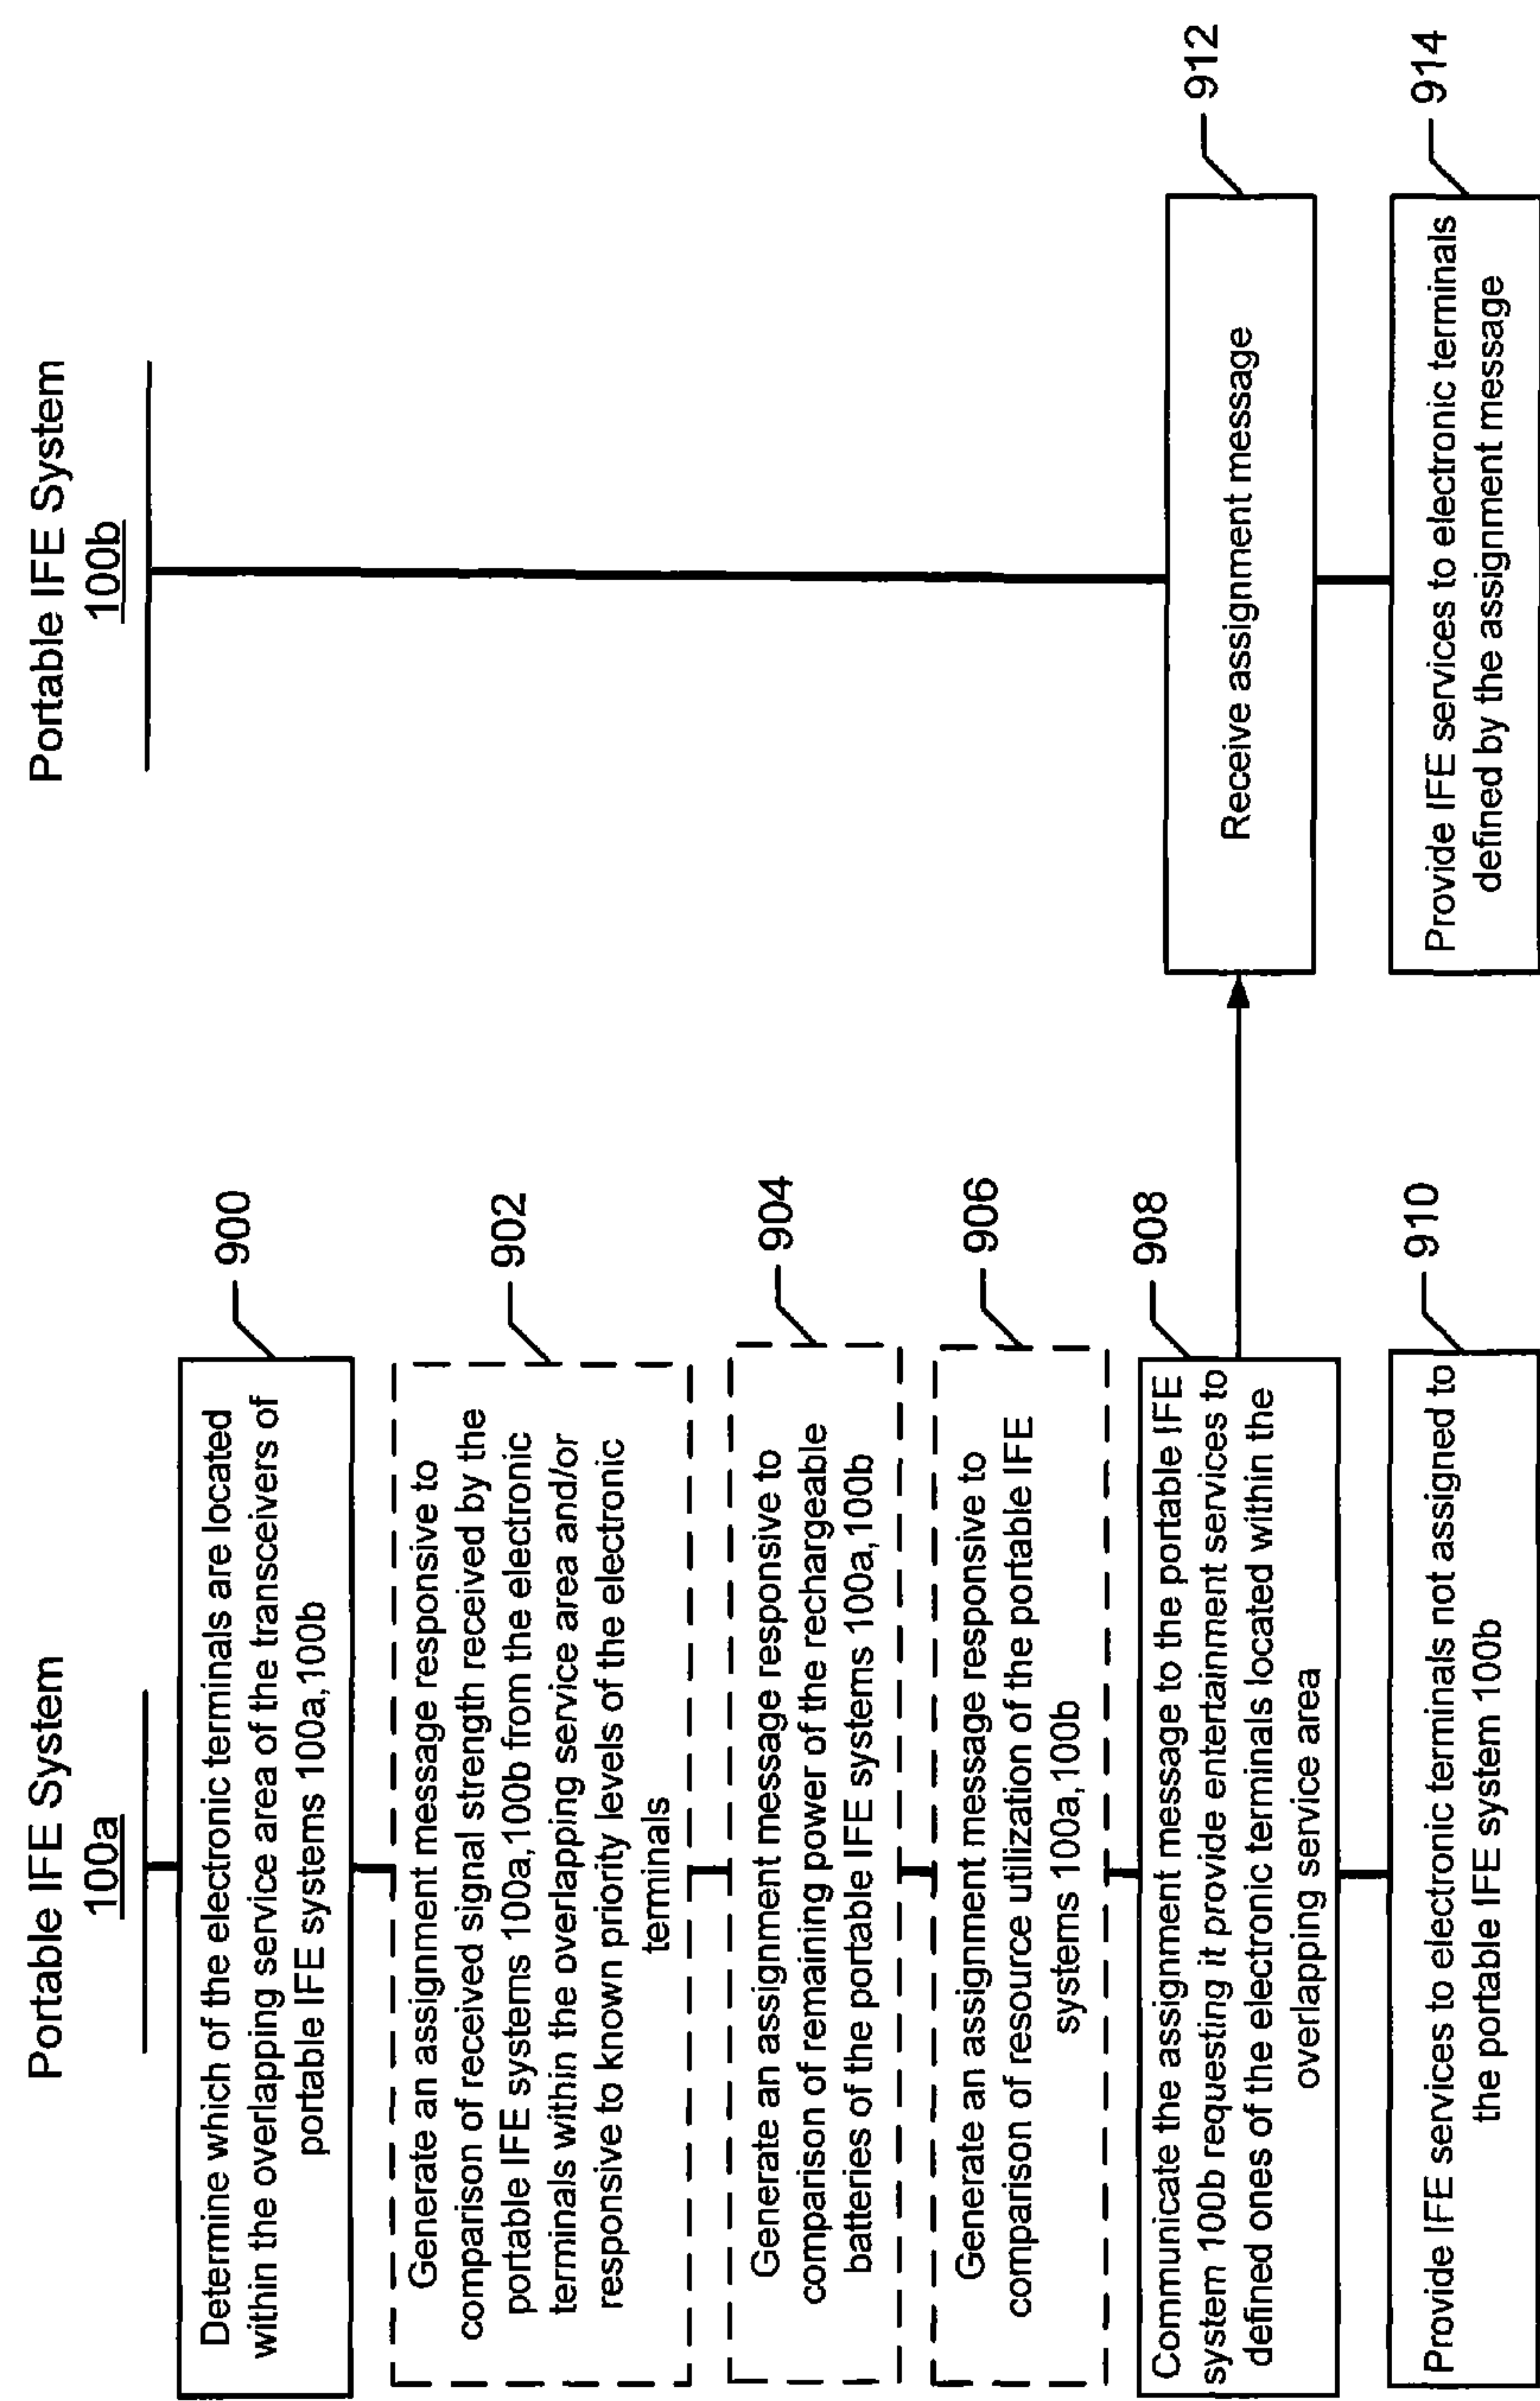 Portable IFE System
100a
Determine which of the electronic terminals are located
within the overlapping service area of the transceivers of
portable IFE systems 100a,100b
900
Generate an assignment message responsive to
comparison of received signal strength received by the
portable IFE systems 100a,100b from the electronic
terminals within the overlapping service area and/or
responsive to known priority levels of the electronic
terminals
902
Generate an assignment message responsive to
comparison of remaining power of the rechargeable
batteries of the portable IFE systems 100a,100b
904
Generate an assignment message responsive to
comparison of resource utilization of the portable IFE
systems 100a,100b
906
Communicate the assignment message to the portable IFE
system 100b requesting it provide entertainment services to
defined ones of the electronic terminals located within the
overlapping service area
908
Provide IFE services to electronic terminals not assigned to
the portable IFE system 100b
910
Portable IFE System
100b
Receive assignment message
912
Provide IFE services to electronic terminals
defined by the assignment message
914